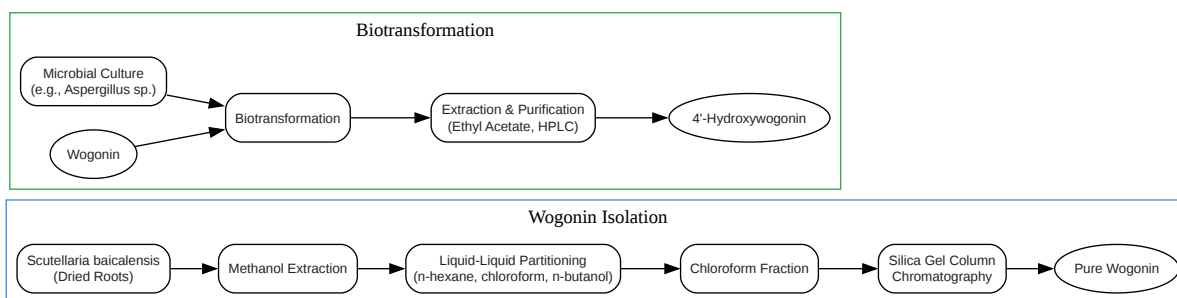 Biotransformation
Microbial Culture
(e.g., Aspergillus sp.)
Wogonin
Biotransformation
Extraction & Purification
(Ethyl Acetate, HPLC)
4'-Hydroxywogonin
Wogonin Isolation
Scutellaria baicalensis
(Dried Roots)
Methanol Extraction
Liquid-Liquid Partitioning
(n-hexane, chloroform, n-butanol)
Chloroform Fraction
Silica Gel Column
Chromatography
Pure Wogonin